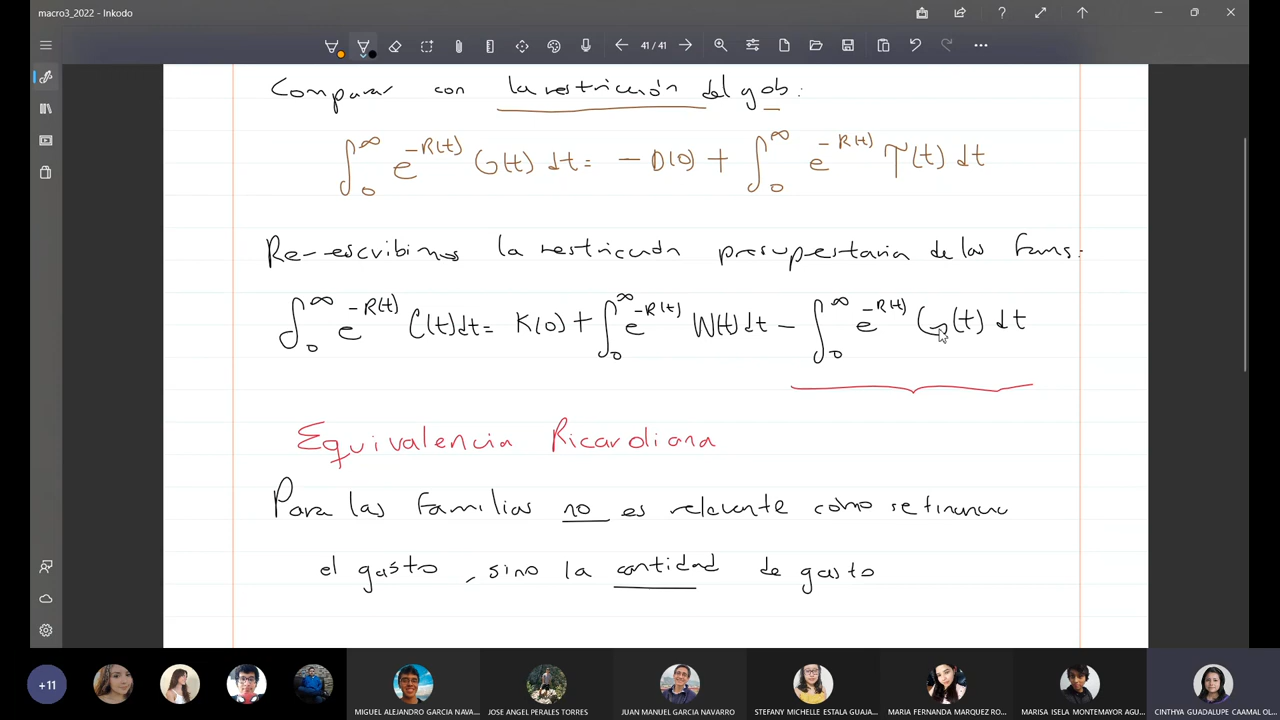 macro3_2022 - Inkodo
41 / 41
Comparar con la restricción del gob:
∫₀^∞ e^{-R(t)} G(t) dt = - D(0) + ∫₀^∞ e^{-R(t)} T(t) dt
Re-escribimos la restricción presupestaria de las fams:
∫₀^∞ e^{-R(t)} C(t)dt = K(0) + ∫₀^∞ e^{-R(t)} W(t)dt - ∫₀^∞ e^{-R(t)} G(t) dt
Equivalencia Ricardiana
Para las familias no es relevante cómo se financia
el gasto, sino la cantidad de gasto
+11
MIGUEL ALEJANDRO GARCIA NAVA...
JOSE ANGEL PERALES TORRES
JUAN MANUEL GARCIA NAVARRO
STEFANY MICHELLE ESTALA GUAJA...
MARIA FERNANDA MARQUEZ RO...
MARISA ISELA MONTEMAYOR AGU...
CINTHYA GUADALUPE CAAMAL OL...